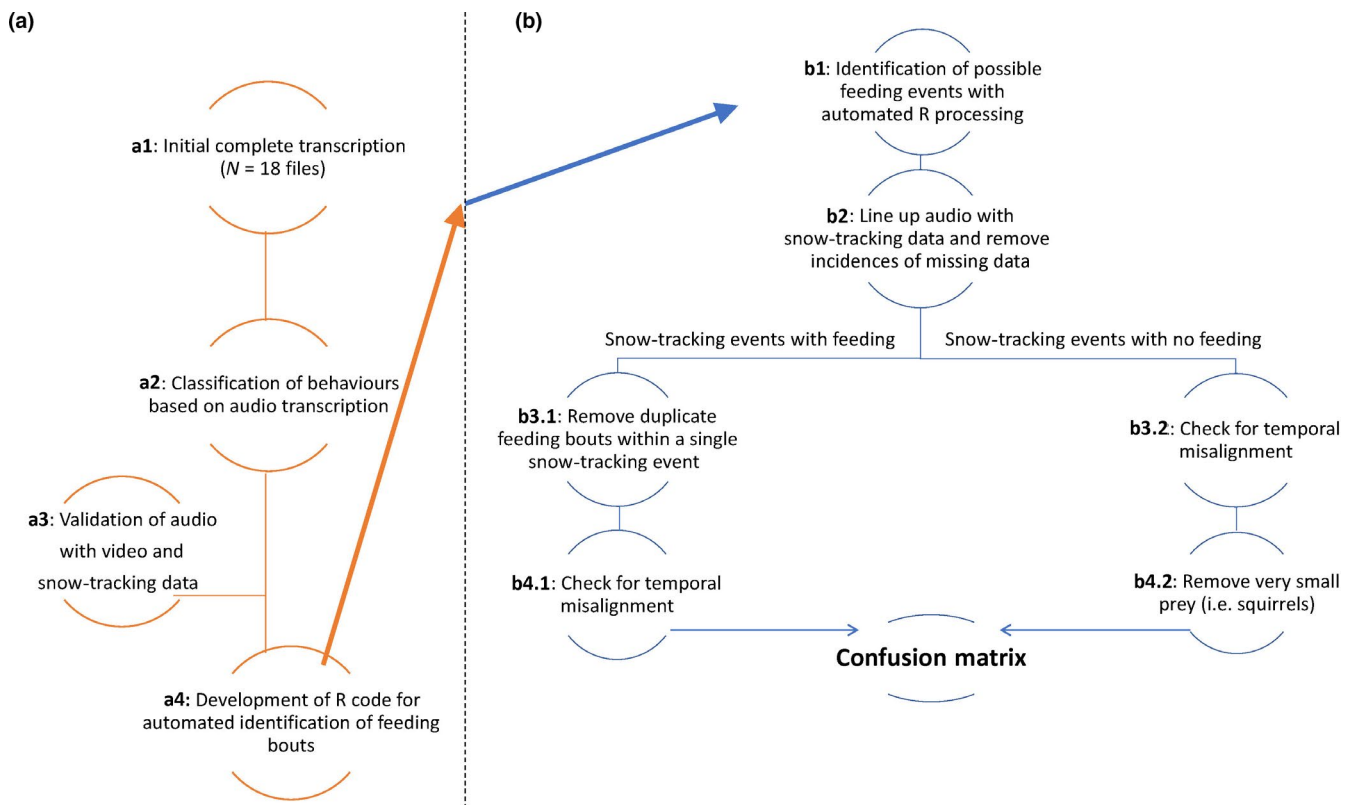 (a)
a1: Initial complete transcription
(N = 18 files)
a2: Classification of behaviours
based on audio transcription
a3: Validation of audio
with video and
snow-tracking data
a4: Development of R code for
automated identification of feeding
bouts
(b)
b1: Identification of possible
feeding events with
automated R processing
b2: Line up audio with
snow-tracking data and remove
incidences of missing data
Snow-tracking events with feeding
Snow-tracking events with no feeding
b3.1: Remove duplicate
feeding bouts within a single
snow-tracking event
b3.2: Check for temporal
misalignment
b4.1: Check for temporal
misalignment
b4.2: Remove very small
prey (i.e. squirrels)
Confusion matrix